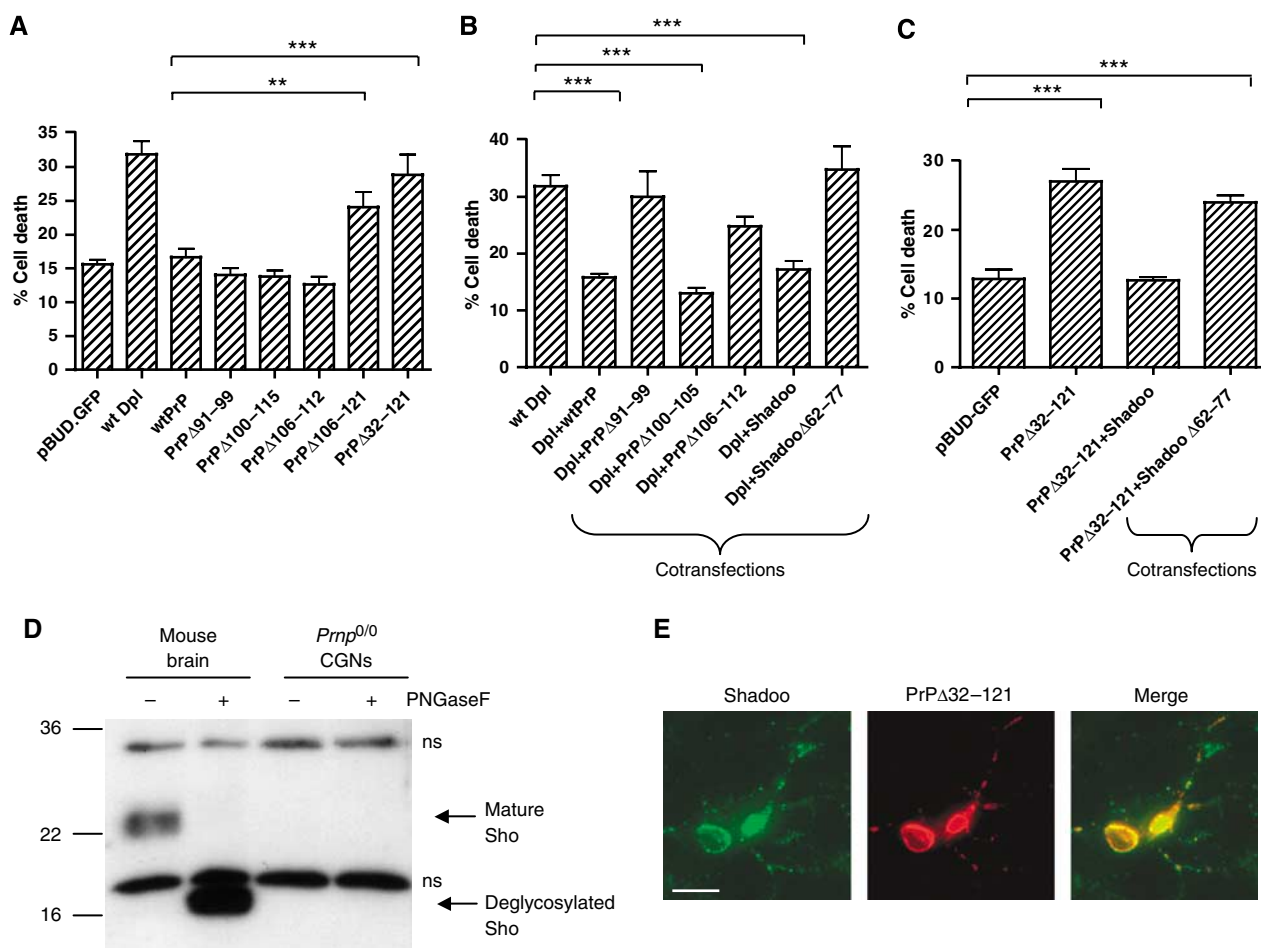 A
***
**
% Cell death
35
30
25
20
15
10
5
0
pBUD.GFP
wt Dpl
wtPrP
PrPΔ91–99
PrPΔ100–115
PrPΔ106–112
PrPΔ106–121
PrPΔ32–121
B
***
***
***
% Cell death
40
30
20
10
0
wt Dpl
Dpl+wtPrP
Dpl+PrPΔ91–99
Dpl+PrPΔ100–105
Dpl+PrPΔ106–112
Dpl+Shadoo
Dpl+ShadooΔ62–77
Cotransfections
C
***
***
% Cell death
30
20
10
0
pBUD-GFP
PrPΔ32–121
PrPΔ32–121+Shadoo
PrPΔ32–121+Shadoo Δ62–77
Cotransfections
D
Mouse
brain
Prnp0/0
CGNs
– + – + PNGaseF
36
ns
Mature
Sho
22
ns
Deglycosylated
Sho
16
E
Shadoo
PrPΔ32–121
Merge